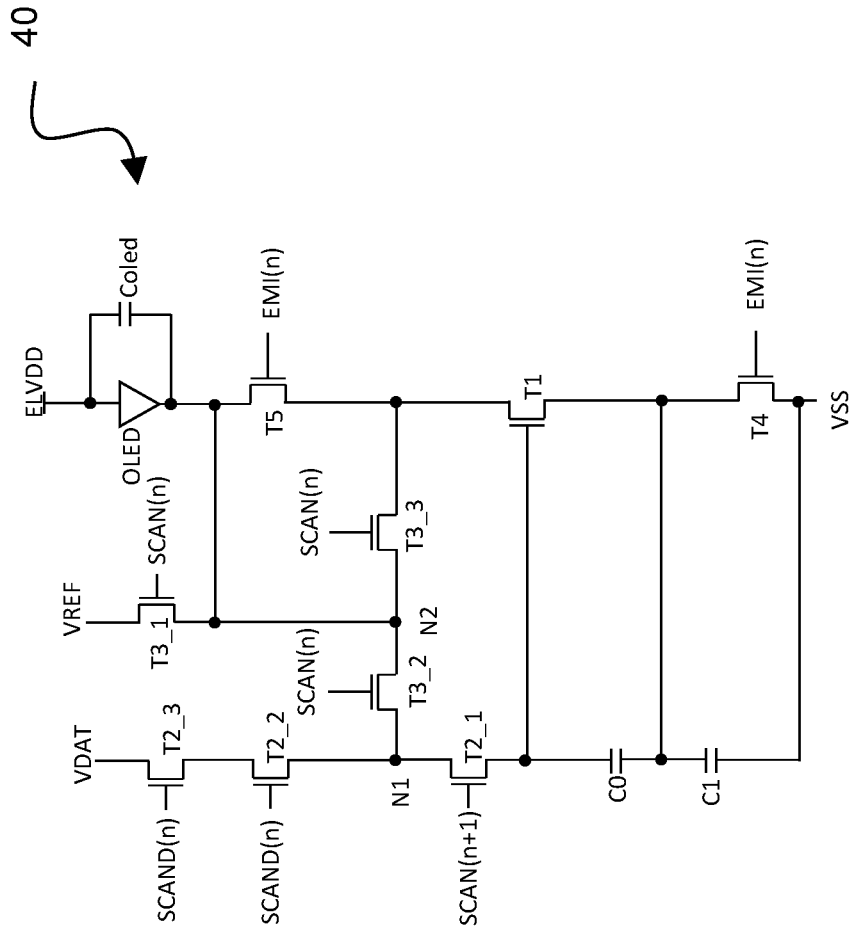 40
ELVDD
Coled
OLED
EMI(n)
T5
VREF
SCAN(n)
T3_1
SCAN(n)
T3_3
T1
EMI(n)
T4
VSS
N2
SCAN(n)
T3_2
VDAT
T2_3
SCAND(n)
T2_2
SCAND(n)
N1
T2_1
SCAN(n+1)
C0
C1